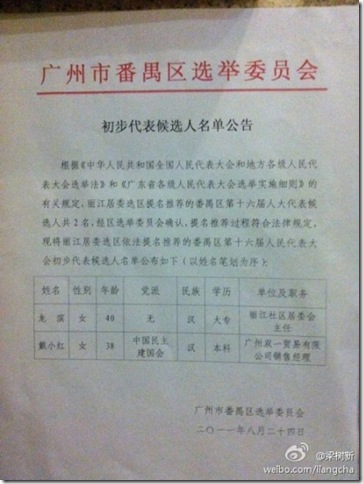 广州市番禺区选举委员会
初步代表候选人名单公告
根据《中华人民共和国全国人民代表大会和地方各级人民代
表大会选举法》和《广东省各级人民代表大会选举实施细则》的
有关规定，丽江居委选区提名推荐的番禺区第十六届人大代表候
选人共2名，经区选举委员会确认，提名推荐过程符合法律规定，
现将丽江居委选区依法提名推荐的番禺区第十六届人民代表大
会初步代表候选人名单公布如下（以姓名笔划为序）：
姓名 性别 年龄 党派 民族 学历 单位及职务
龙 滨 女 40 无 汉 大专 丽江社区居委会
主任
戴小红 女 38 中国民主
建国会 汉 本科 广州双一贸易有限
公司销售经理
广州市番禺区选举委员会
二〇一一年八月二十四日
@梁树新
weibo.com/liangcha